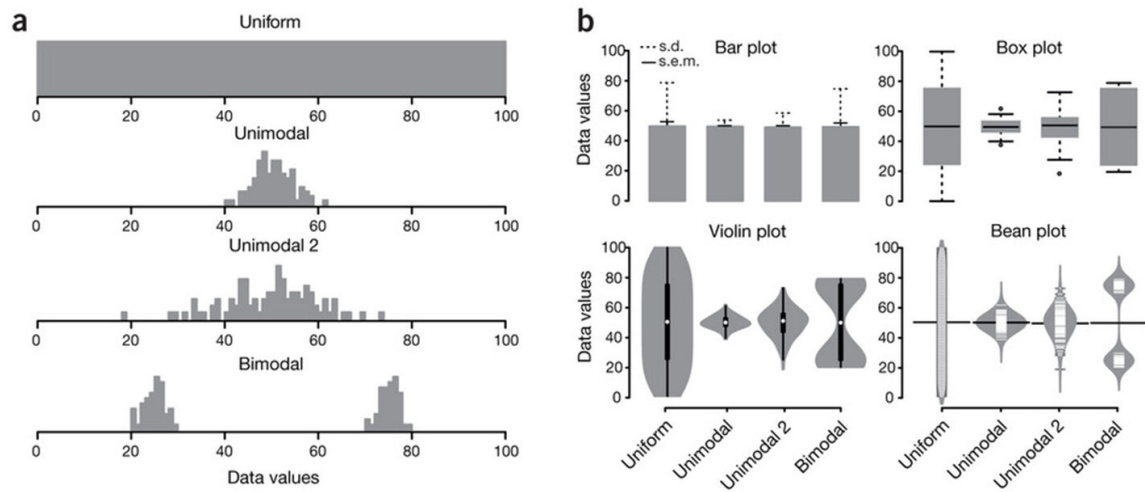 a
Uniform
0 20 40 60 80 100
Unimodal
0 20 40 60 80 100
Unimodal 2
0 20 40 60 80 100
Bimodal
0 20 40 60 80 100
Data values
b
Bar plot
s.d.
s.e.m.
Data values
100
80
60
40
20
0
Box plot
100
80
60
40
20
0
Violin plot
Data values
100
80
60
40
20
0
Uniform
Unimodal
Unimodal 2
Bimodal
Bean plot
100
80
60
40
20
0
Uniform
Unimodal
Unimodal 2
Bimodal